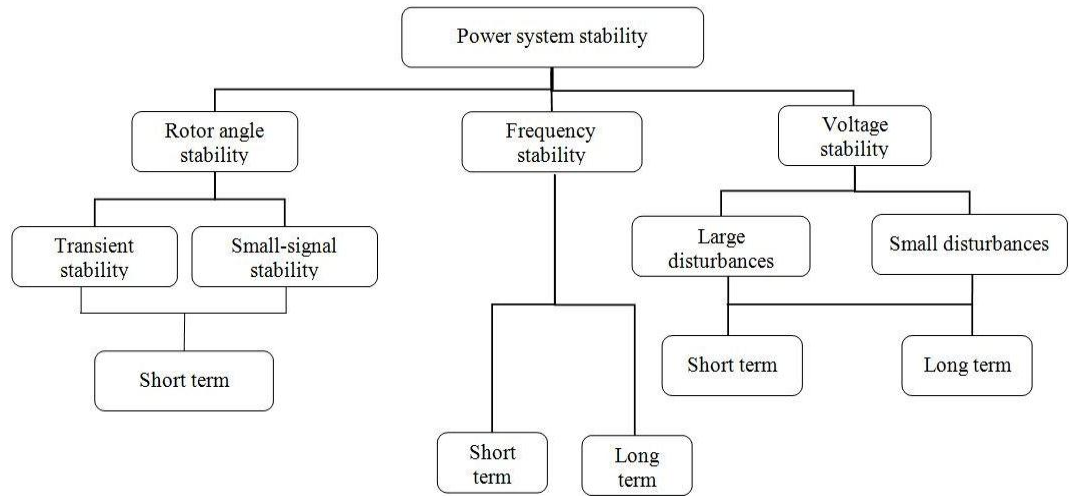 Power system stability
Rotor angle
stability
Frequency
stability
Voltage
stability
Transient
stability
Small-signal
stability
Large
disturbances
Small disturbances
Short term
Short term
Long term
Short
term
Long
term